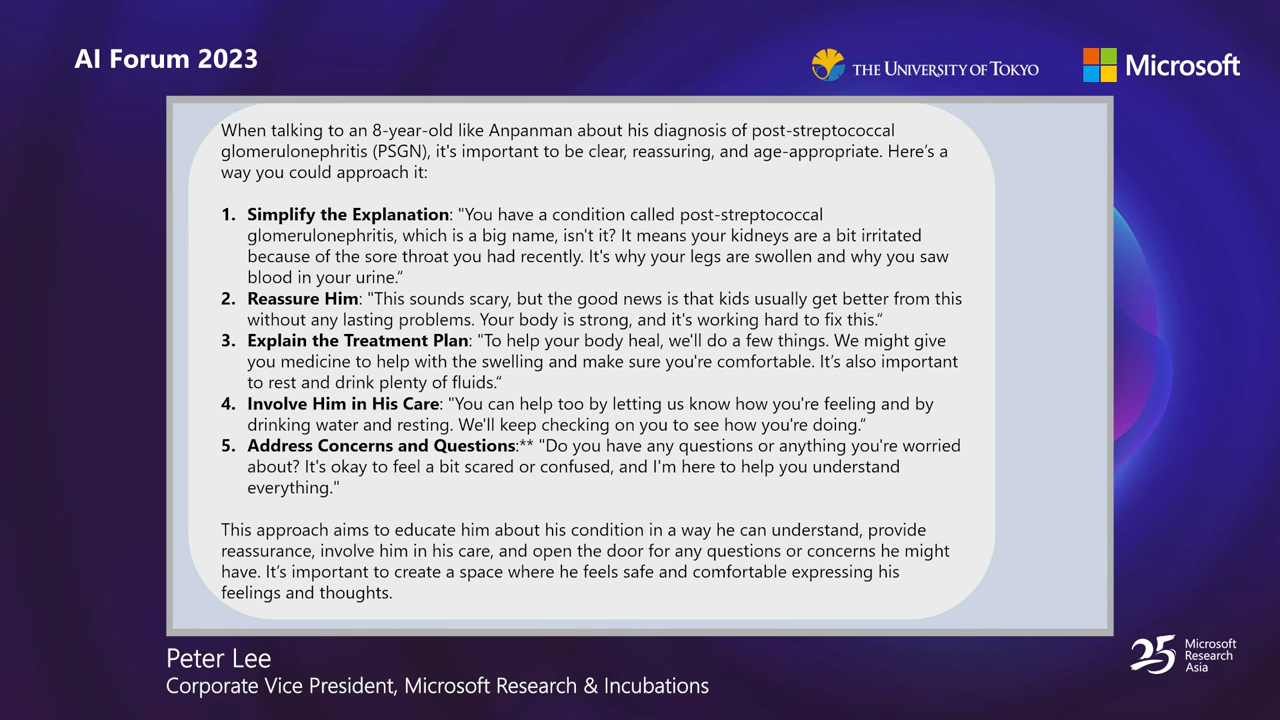 AI Forum 2023
THE UNIVERSITY OF TOKYO
Microsoft
When talking to an 8-year-old like Anpanman about his diagnosis of post-streptococcal
glomerulonephritis (PSGN), it's important to be clear, reassuring, and age-appropriate. Here’s a
way you could approach it:
1. Simplify the Explanation: "You have a condition called post-streptococcal
glomerulonephritis, which is a big name, isn't it? It means your kidneys are a bit irritated
because of the sore throat you had recently. It's why your legs are swollen and why you saw
blood in your urine.“
2. Reassure Him: "This sounds scary, but the good news is that kids usually get better from this
without any lasting problems. Your body is strong, and it's working hard to fix this.“
3. Explain the Treatment Plan: "To help your body heal, we'll do a few things. We might give
you medicine to help with the swelling and make sure you're comfortable. It’s also important
to rest and drink plenty of fluids.“
4. Involve Him in His Care: "You can help too by letting us know how you're feeling and by
drinking water and resting. We'll keep checking on you to see how you're doing.“
5. Address Concerns and Questions:** "Do you have any questions or anything you're worried
about? It's okay to feel a bit scared or confused, and I'm here to help you understand
everything."
This approach aims to educate him about his condition in a way he can understand, provide
reassurance, involve him in his care, and open the door for any questions or concerns he might
have. It’s important to create a space where he feels safe and comfortable expressing his
feelings and thoughts.
Peter Lee
Corporate Vice President, Microsoft Research & Incubations
25
Microsoft
Research
Asia